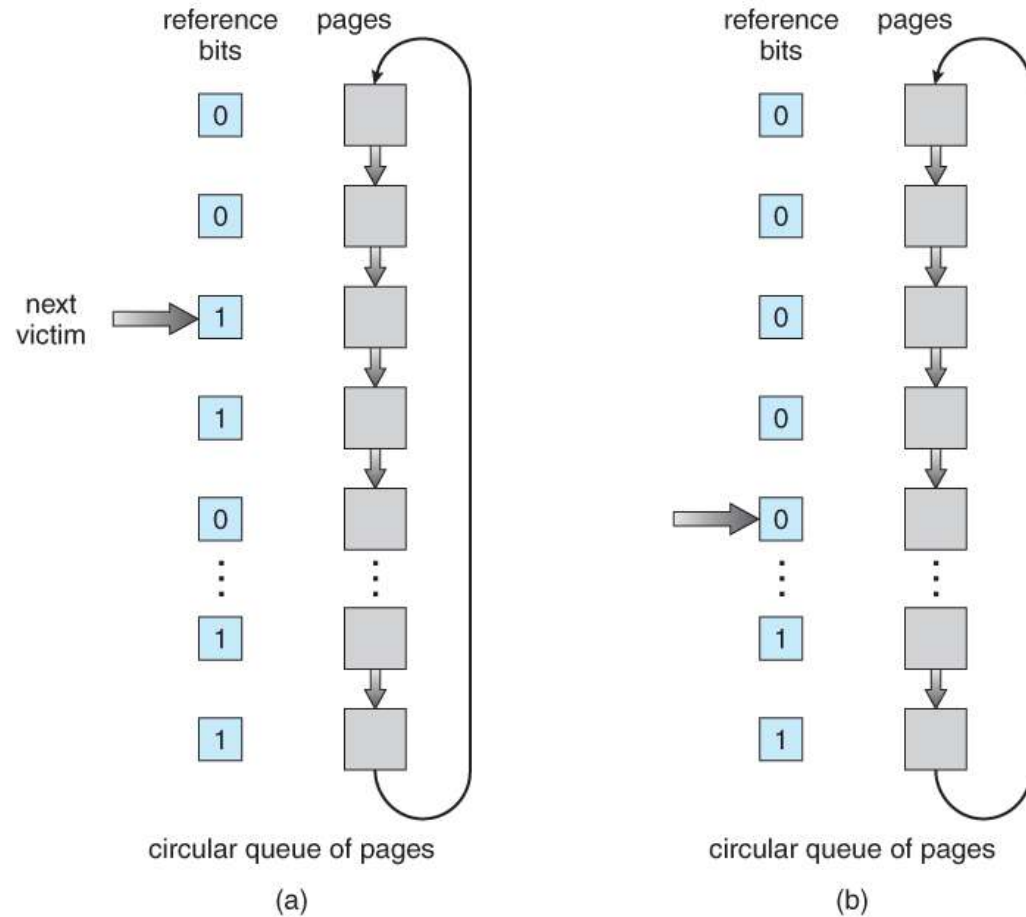 reference
bits
pages
0
0
next
victim
1
1
0
1
1
circular queue of pages
(a)
reference
bits
pages
0
0
0
0
0
1
1
circular queue of pages
(b)